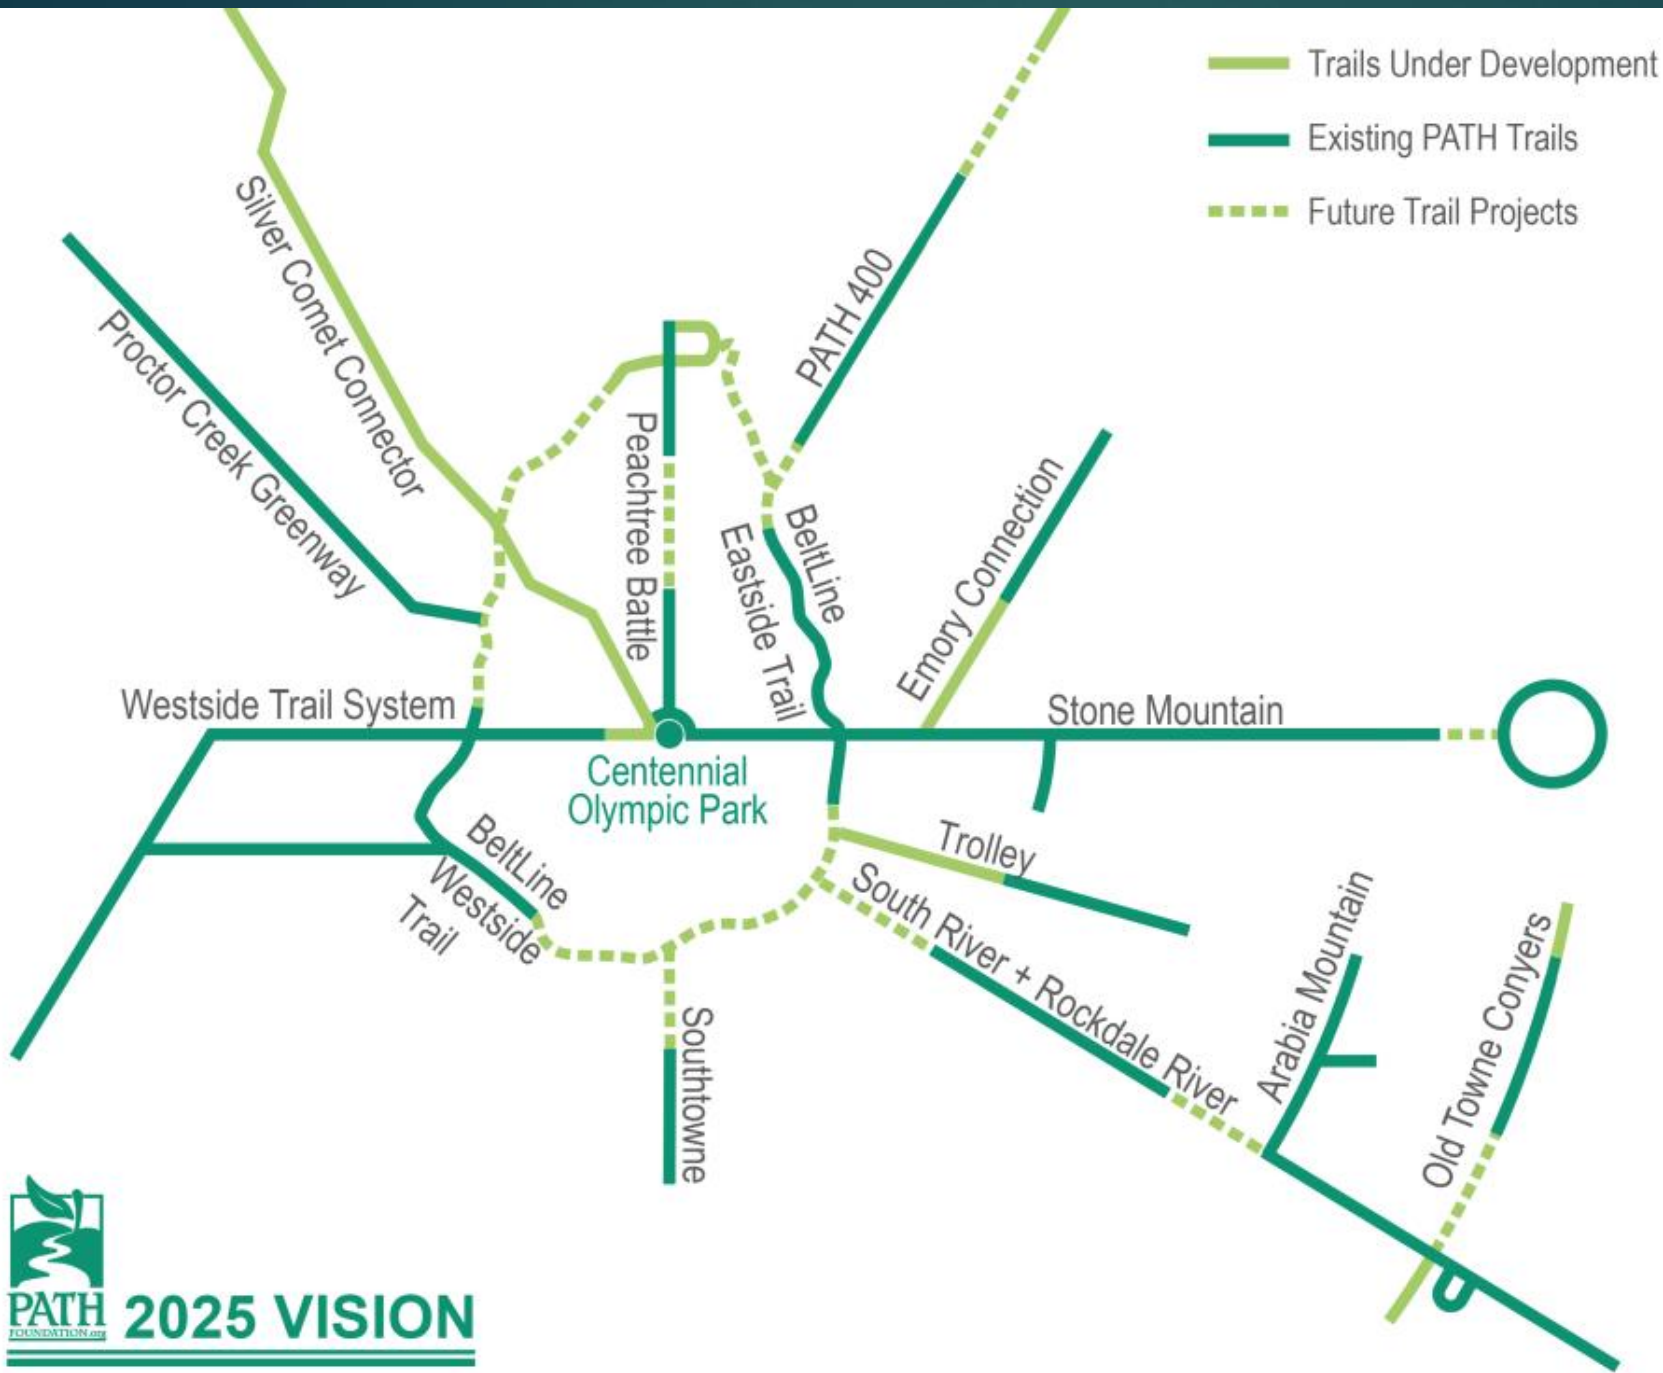 Trails Under Development
Existing PATH Trails
Future Trail Projects
Silver Comet Connector
Proctor Creek Greenway
PATH 400
Peachtree Battle
BeltLine
Eastside Trail
Emory Connection
Westside Trail System
Stone Mountain
Centennial
Olympic Park
BeltLine
Westside
Trail
Trolley
South River + Rockdale River
Arabia Mountain
Old Towne Conyers
Southtowne
PATH
FOUNDATION.org
2025 VISION